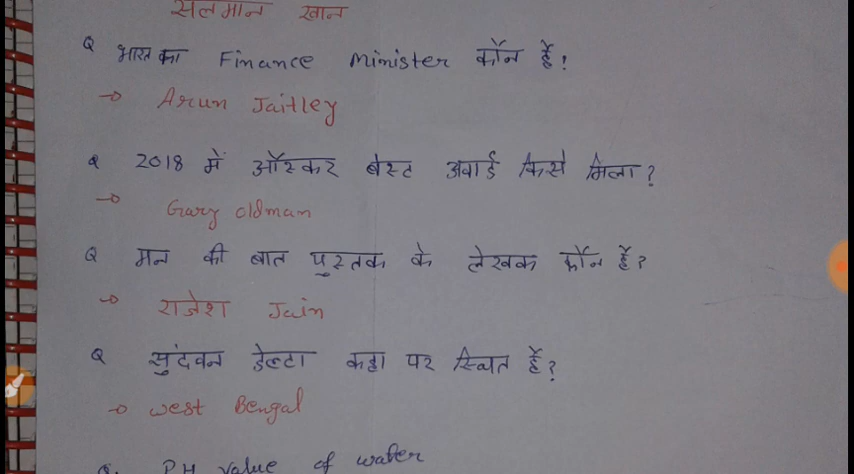 सलमान खान
Q भारत का Finance Minister कौन है?
→ Arun Jaitley
Q 2018 में ऑस्कर बेस्ट अवार्ड किसे मिला?
→ Gary oldman
Q मन की बात पुस्तक के लेखक कौन है?
→ राजेश Jain
Q सुंदवन डेल्टा कहा पर स्थित है?
→ West Bengal
Q. PH value of water